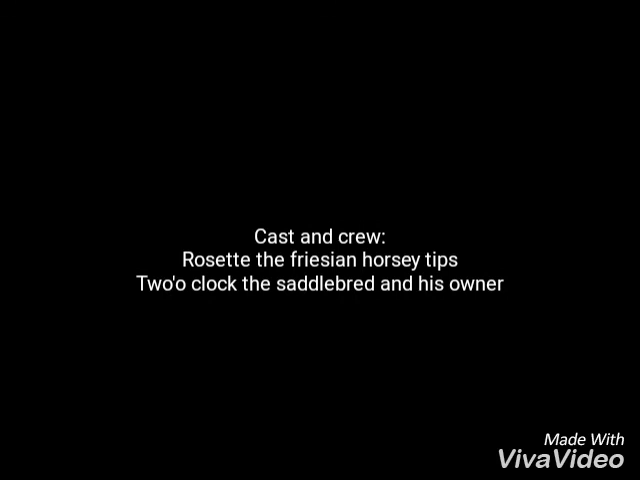 Cast and crew:
Rosette the friesian horsey tips
Two'o clock the saddlebred and his owner
Made With
VivaVideo